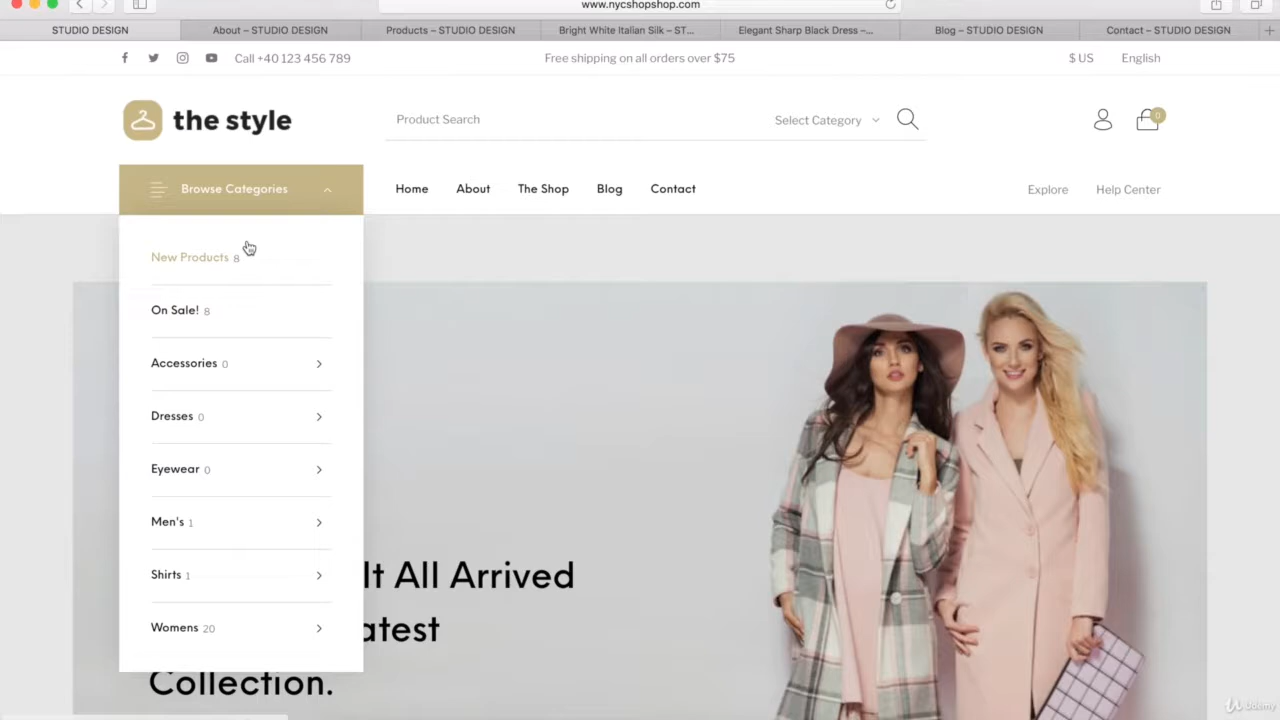 www.nycshopshop.com
STUDIO DESIGN
About – STUDIO DESIGN
Products – STUDIO DESIGN
Bright White Italian Silk – ST...
Elegant Sharp Black Dress –...
Blog – STUDIO DESIGN
Contact – STUDIO DESIGN
Call +40 123 456 789
Free shipping on all orders over $75
$ US
English
the style
Product Search
Select Category
0
Browse Categories
Home
About
The Shop
Blog
Contact
Explore
Help Center
New Products 8
On Sale! 8
Accessories 0
Dresses 0
Eyewear 0
Men's 1
Shirts 1
Womens 20
It All Arrived
atest
Collection.
Udemy